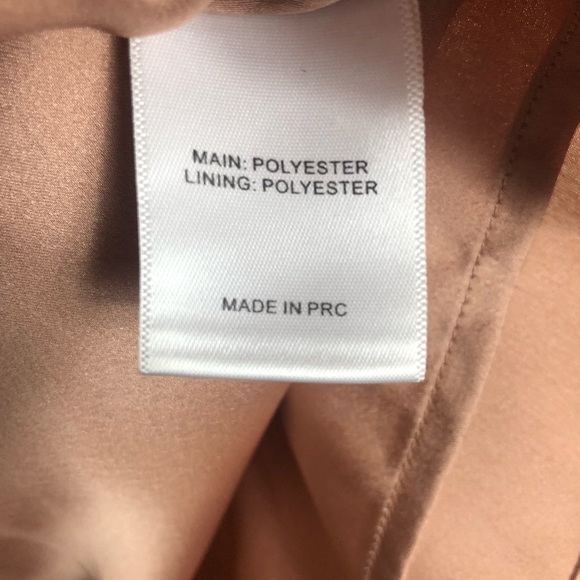 MAIN: POLYESTER
LINING: POLYESTER
MADE IN PRC